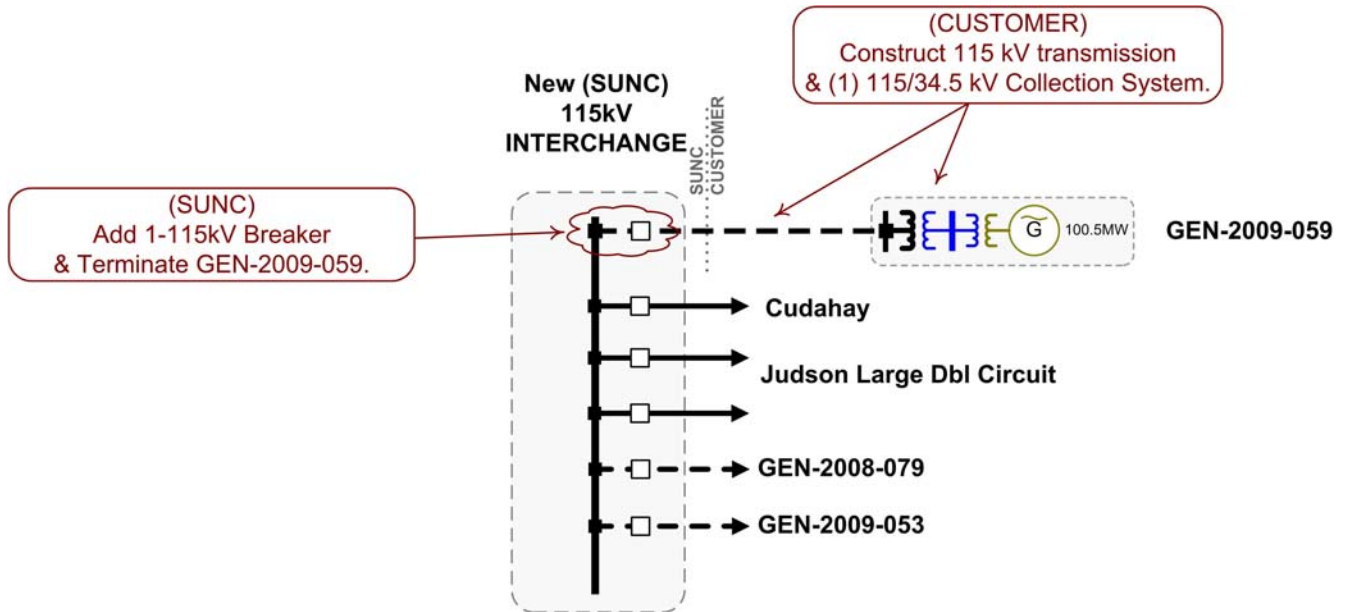 (CUSTOMER)
Construct 115 kV transmission
& (1) 115/34.5 kV Collection System.
New (SUNC)
115kV
INTERCHANGE
SUNC
CUSTOMER
(SUNC)
Add 1-115kV Breaker
& Terminate GEN-2009-059.
G
100.5MW
GEN-2009-059
Cudahay
Judson Large Dbl Circuit
GEN-2008-079
GEN-2009-053